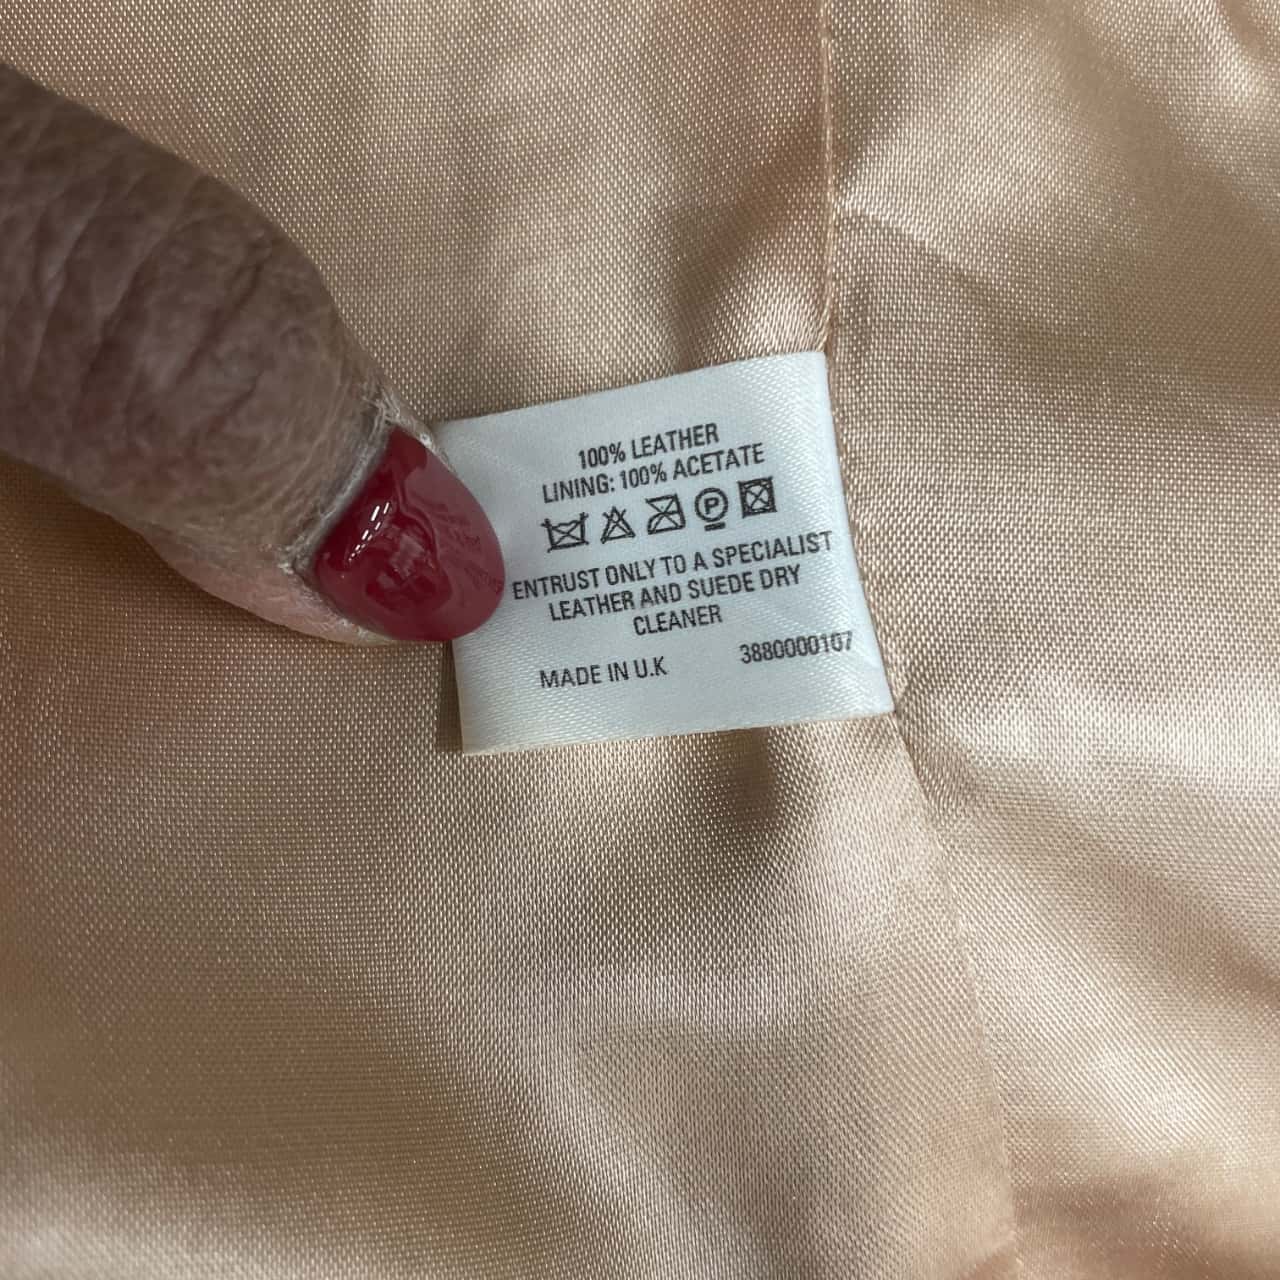 100% LEATHER
LINING: 100% ACETATE
P
ENTRUST ONLY TO A SPECIALIST
LEATHER AND SUEDE DRY
CLEANER
MADE IN U.K 3880000107